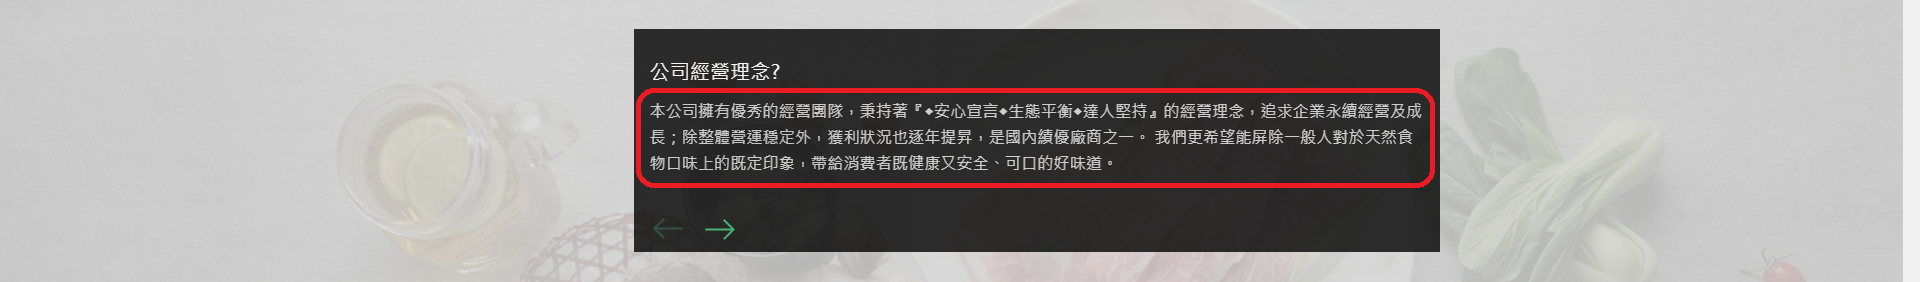 公司經營理念?
本公司擁有優秀的經營團隊，秉持著『◆安心宣言◆生態平衡◆達人堅持』的經營理念，追求企業永續經營及成
長；除整體營運穩定外，獲利狀況也逐年提昇，是國內績優廠商之一。 我們更希望能屏除一般人對於天然食
物口味上的既定印象，帶給消費者既健康又安全、可口的好味道。